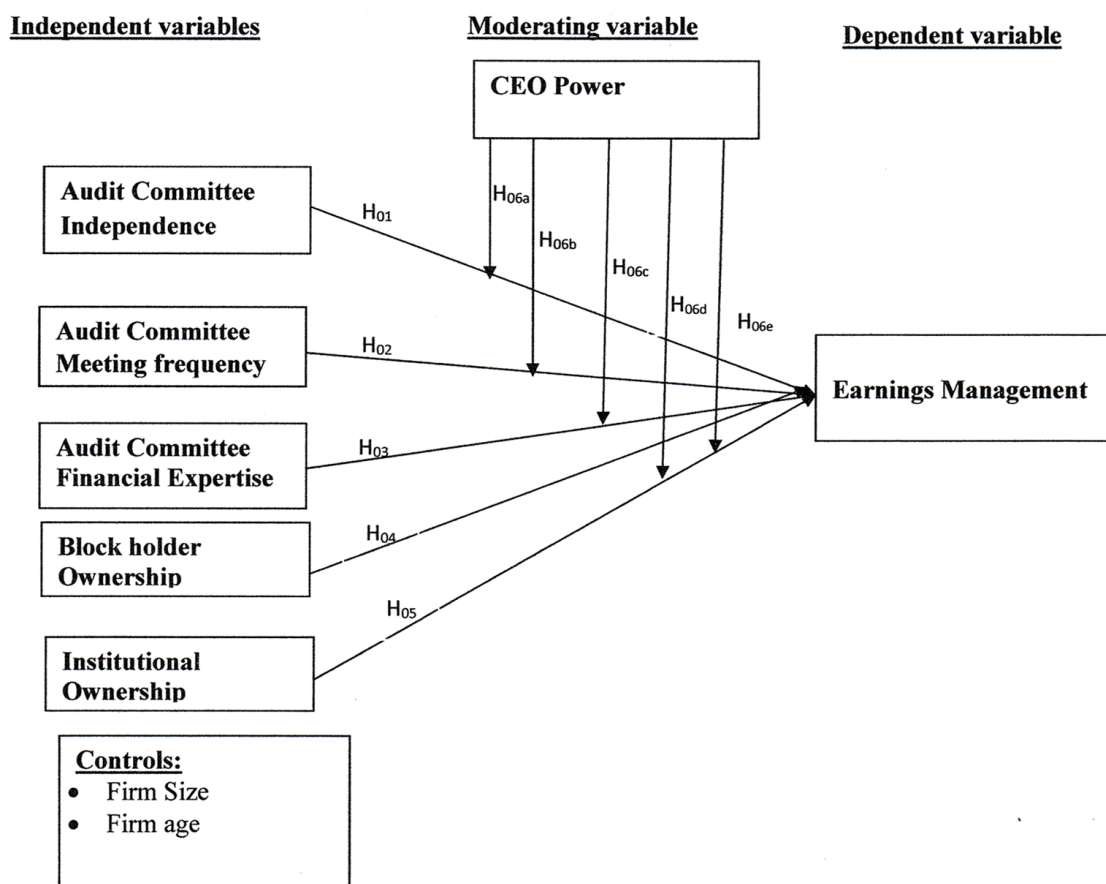 Independent variables
Moderating variable
Dependent variable
CEO Power
Audit Committee
Independence
H01
H06a
H06b
H06c
H06d
H06e
Audit Committee
Meeting frequency
H02
Earnings Management
Audit Committee
Financial Expertise
H03
Block holder
Ownership
H04
Institutional
Ownership
H05
Controls:
• Firm Size
• Firm age